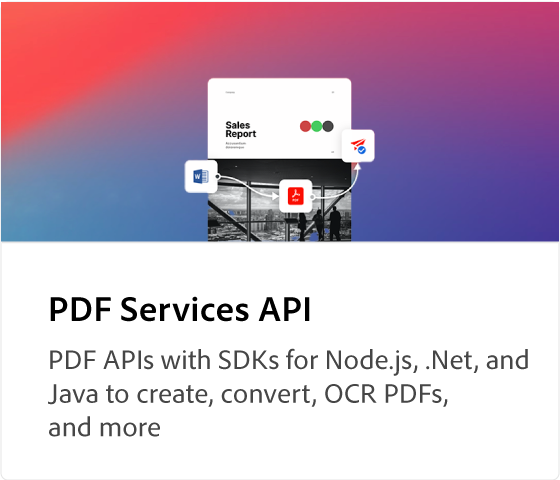 Sales
Report
W
PDF
PDF Services API
PDF APIs with SDKs for Node.js, .Net, and
Java to create, convert, OCR PDFs,
and more